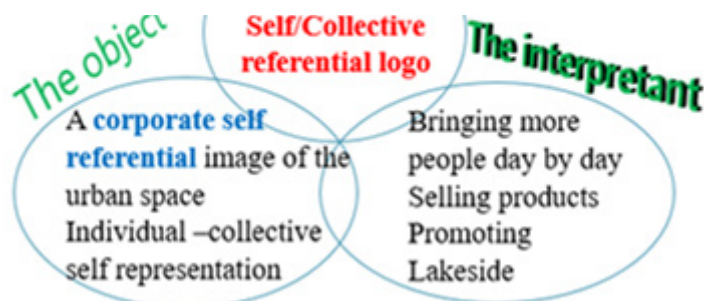 The object
Self/Collective
referential logo
The interpretant
A corporate self
referential image of the
urban space
Individual –collective
self representation
Bringing more
people day by day
Selling products
Promoting
Lakeside